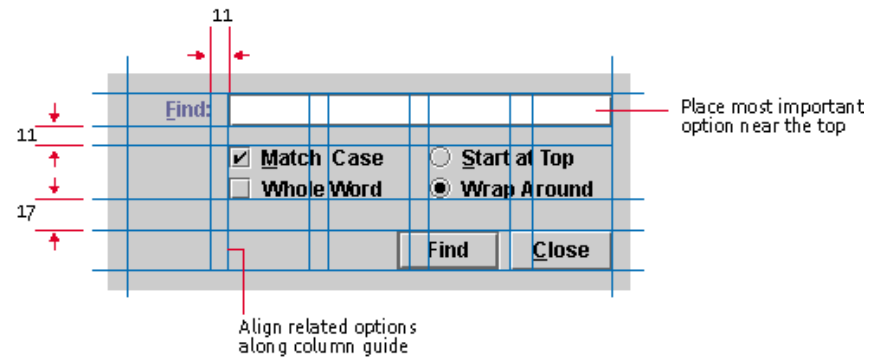 11
Find:
Place most important
option near the top
11
Match Case
Start at Top
Whole Word
Wrap Around
17
Find
Close
Align related options
along column guide